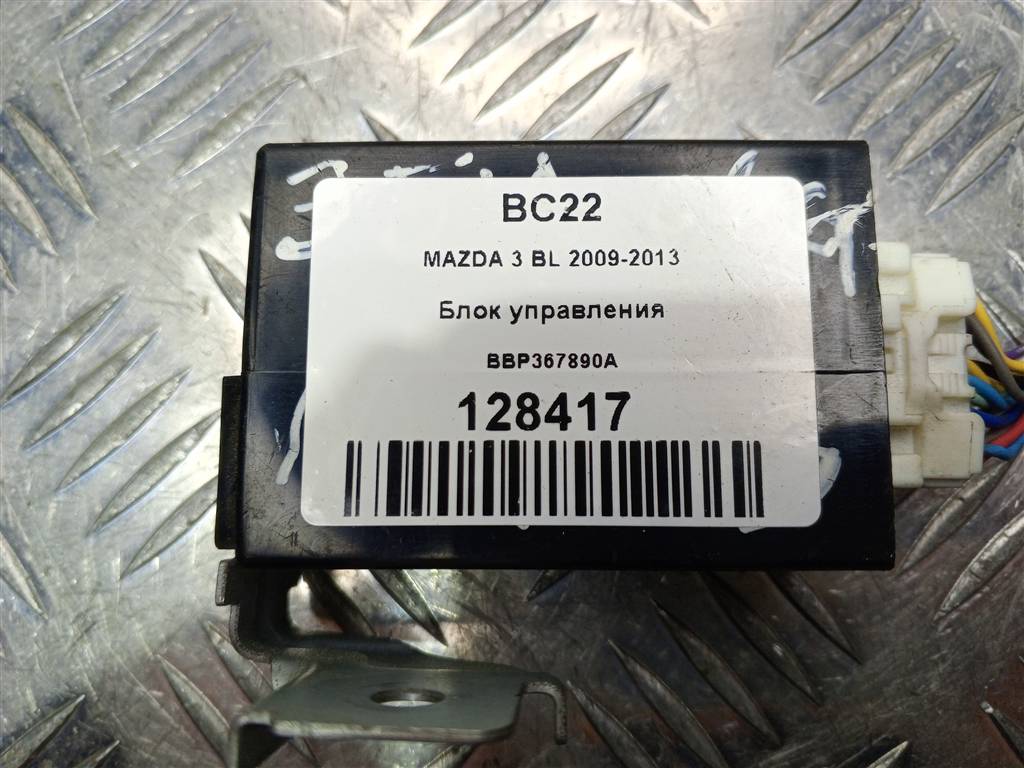 BC22
MAZDA 3 BL 2009-2013
Блок управления
BBP367890A
128417